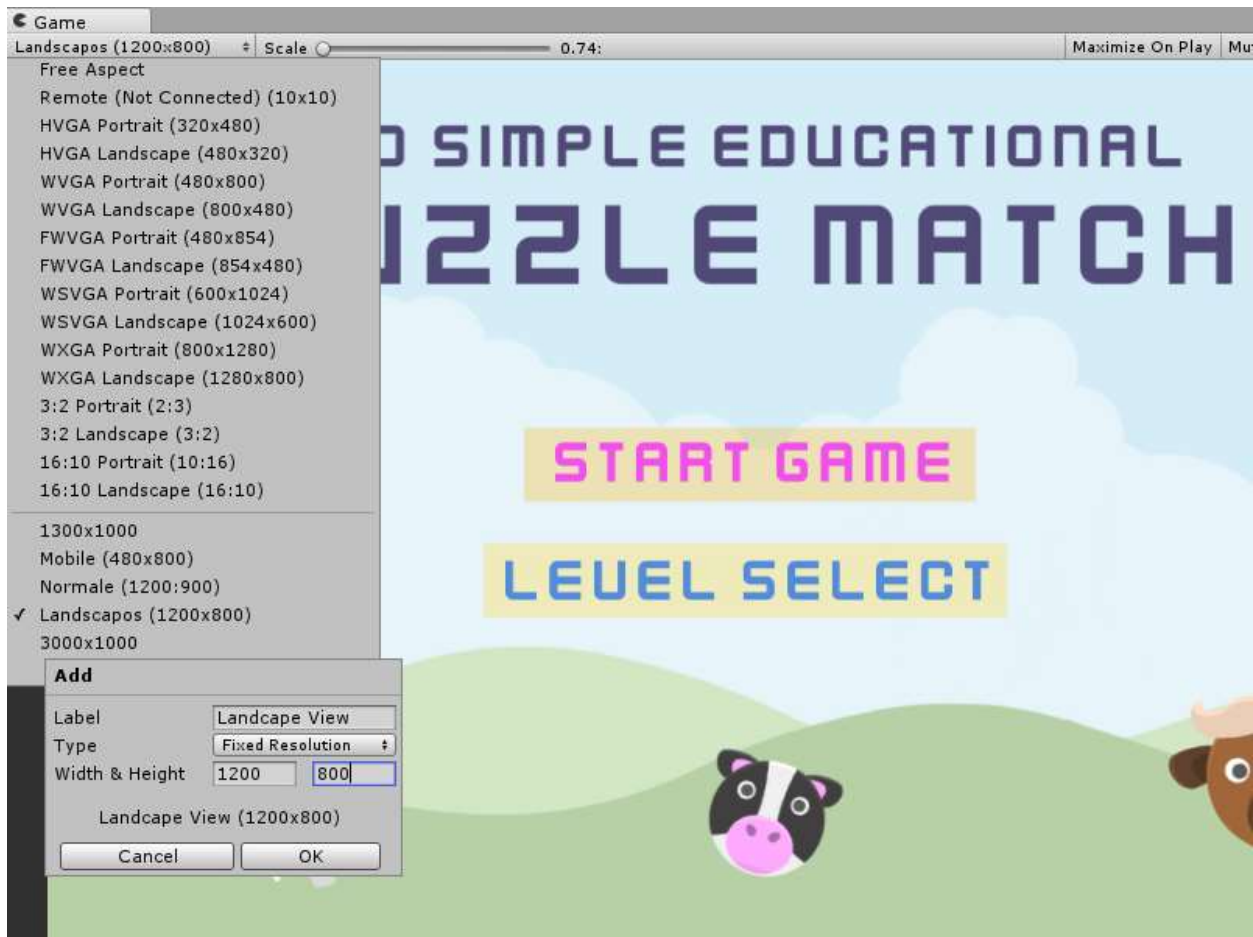 Game
Landscapos (1200x800) Scale 0.74: Maximize On Play
Free Aspect
Remote (Not Connected) (10x10)
HVGA Portrait (320x480)
HVGA Landscape (480x320)
WVGA Portrait (480x800)
WVGA Landscape (800x480)
FWVGA Portrait (480x854)
FWVGA Landscape (854x480)
WSVGA Portrait (600x1024)
WSVGA Landscape (1024x600)
WXGA Portrait (800x1280)
WXGA Landscape (1280x800)
3:2 Portrait (2:3)
3:2 Landscape (3:2)
16:10 Portrait (10:16)
16:10 Landscape (16:10)
1300x1000
Mobile (480x800)
Normale (1200:900)
✓ Landscapos (1200x800)
3000x1000
Add
Label Landcape View
Type Fixed Resolution
Width & Height 1200 800
Landcape View (1200x800)
Cancel OK
SIMPLE EDUCATIONAL
UZZLE MATCH
START GAME
LEVEL SELECT